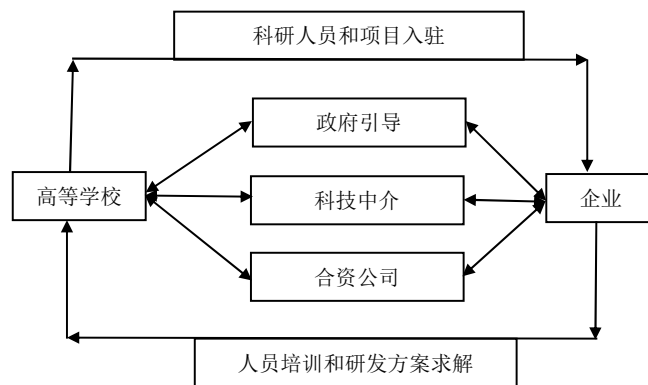 科研人员和项目入驻
政府引导
高等学校
科技中介
企业
合资公司
人员培训和研发方案求解